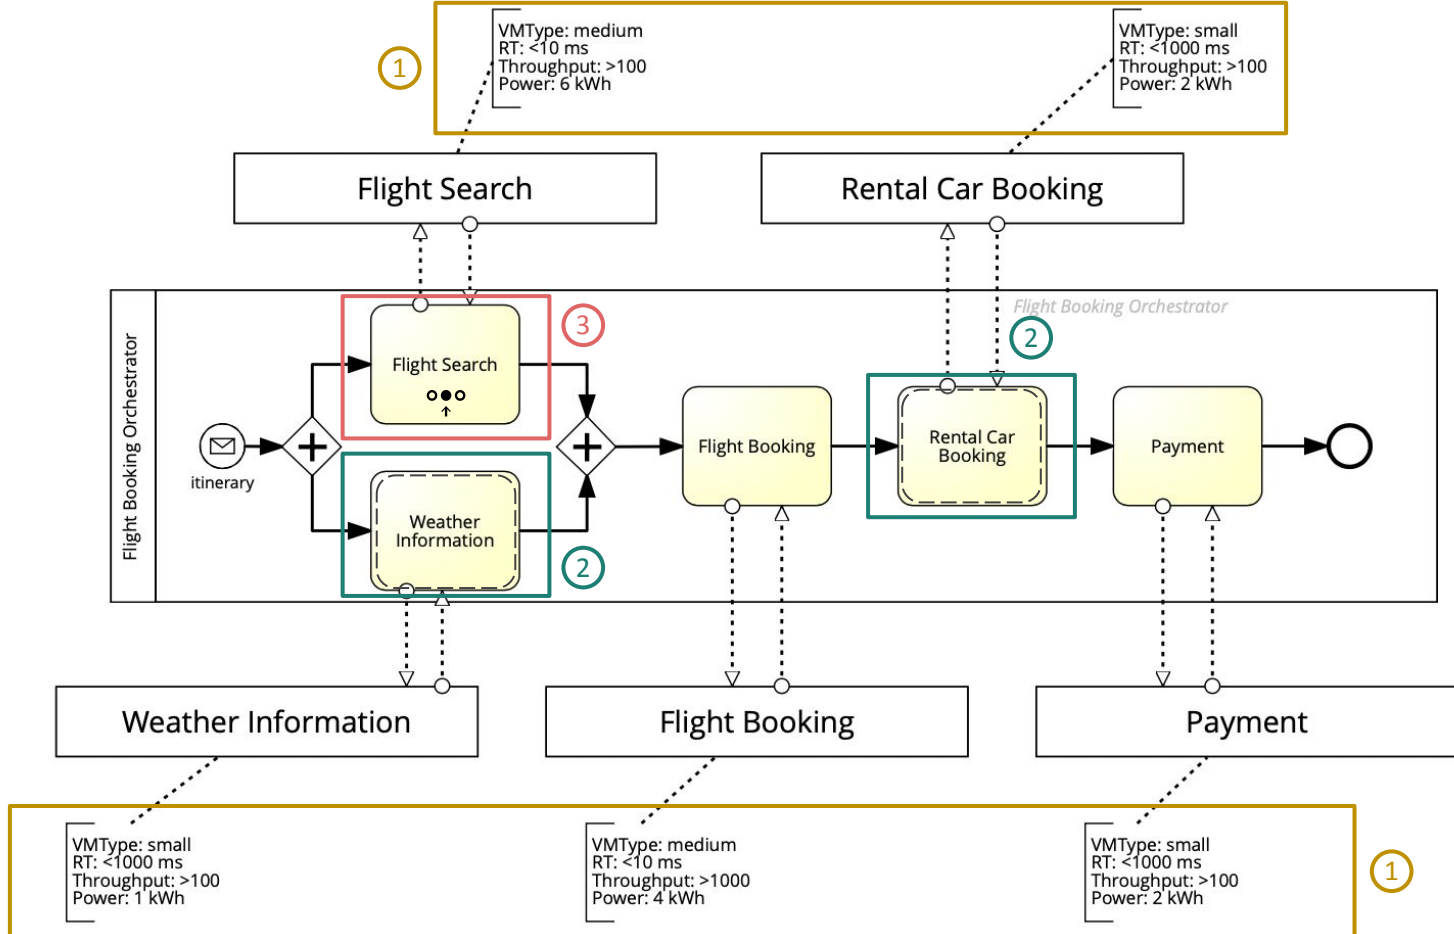 VMType: medium
RT: <10 ms
Throughput: >100
Power: 6 kWh
VMType: small
RT: <1000 ms
Throughput: >100
Power: 2 kWh
1
Flight Search
Rental Car Booking
Flight Booking Orchestrator
Flight Booking Orchestrator
3
2
Flight Search
itinerary
Flight Booking
Rental Car
Booking
Payment
Weather
Information
2
Weather Information
Flight Booking
Payment
VMType: small
RT: <1000 ms
Throughput: >100
Power: 1 kWh
VMType: medium
RT: <10 ms
Throughput: >1000
Power: 4 kWh
VMType: small
RT: <1000 ms
Throughput: >100
Power: 2 kWh
1